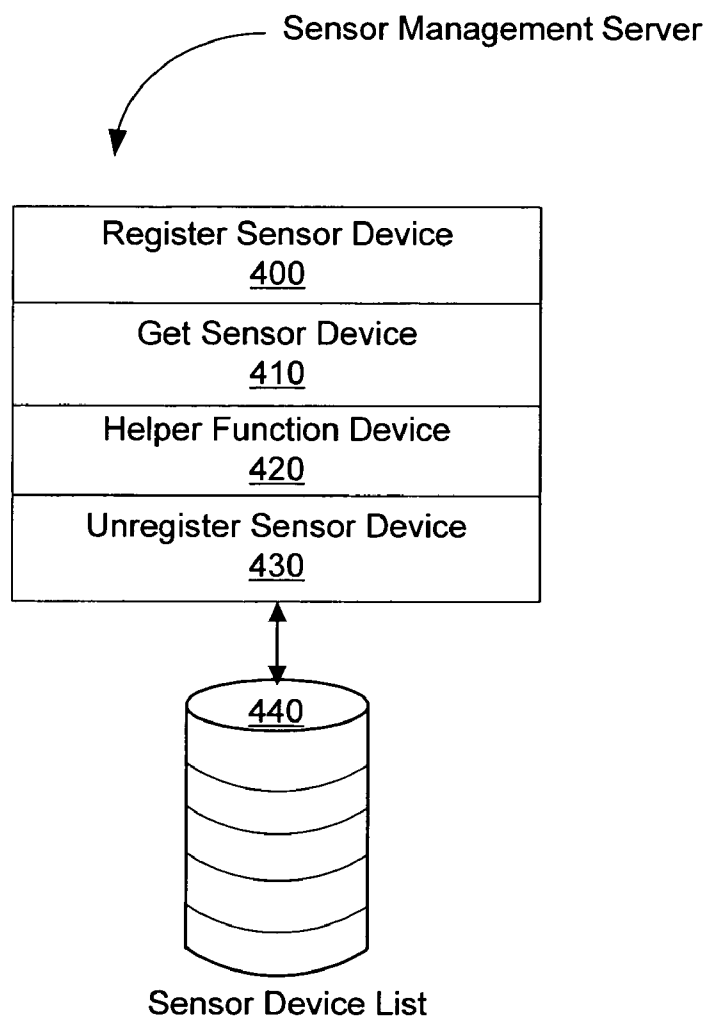 Sensor Management Server
Register Sensor Device
400
Get Sensor Device
410
Helper Function Device
420
Unregister Sensor Device
430
440
Sensor Device List